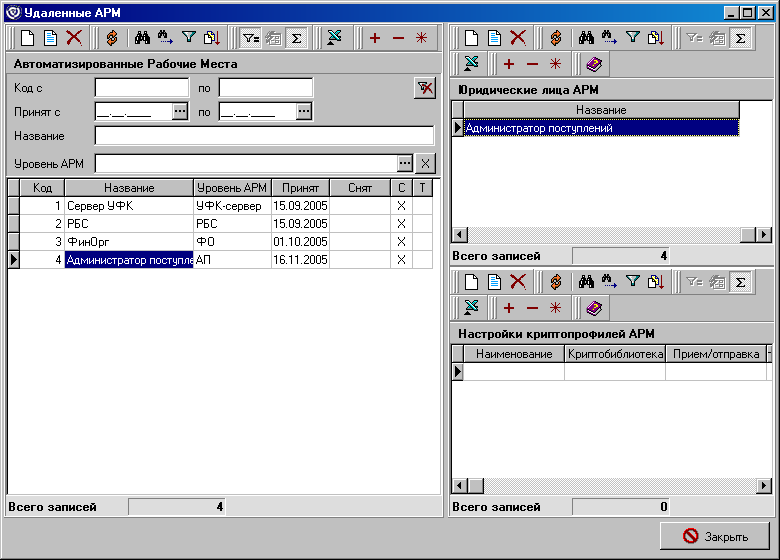 Удаленные АРМ
Автоматизированные Рабочие Места
Код с по
Принят с __.__.____ по __.__.____
Название
Уровень АРМ X
Код Название Уровень АРМ Принят Снят С Т
1 Сервер УФК УФК-сервер 15.09.2005 X
2 РБС РБС 15.09.2005 X
3 ФинОрг ФО 01.10.2005 X
4 Администратор поступле АП 16.11.2005 X
Всего записей 4
Юридические лица АРМ
Название
Администратор поступлений
Всего записей 4
Настройки криптопрофилей АРМ
Наименование Криптобиблиотека Прием/отправка
Всего записей 0
Закрыть